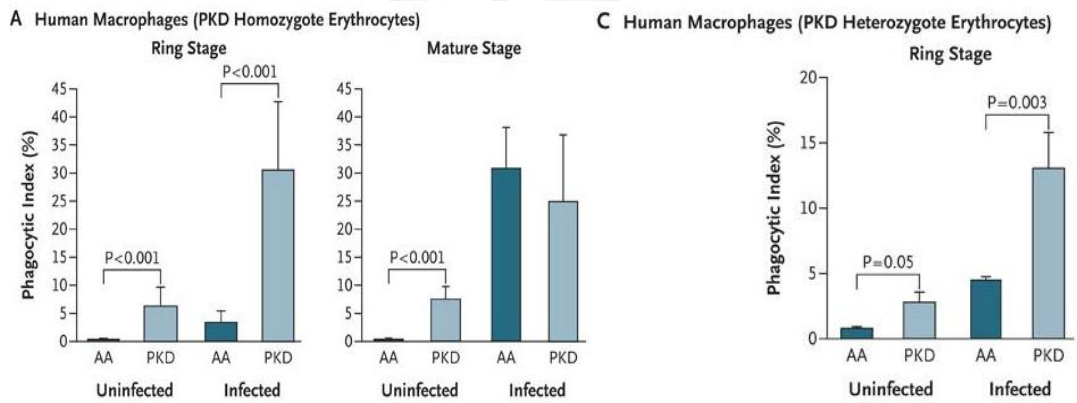 A Human Macrophages (PKD Homozygote Erythrocytes)
Ring Stage
Phagocytic Index (%)
45
40
35
30
25
20
15
10
5
0
P<0.001
P<0.001
AA PKD AA PKD
Uninfected Infected
Mature Stage
45
40
35
30
25
20
15
10
5
0
P<0.001
AA PKD AA PKD
Uninfected Infected
C Human Macrophages (PKD Heterozygote Erythrocytes)
Ring Stage
Phagocytic Index (%)
20
15
10
5
0
P=0.003
P=0.05
AA PKD AA PKD
Uninfected Infected